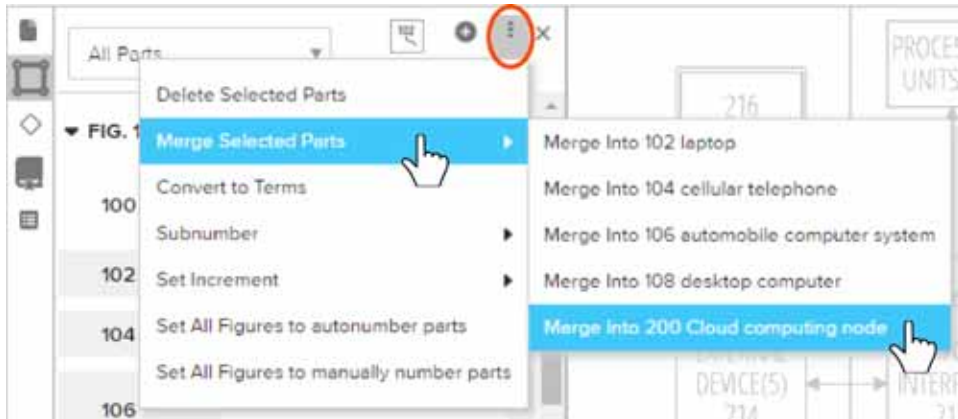 All Parts
102
Delete Selected Parts
FIG. 1
Merge Selected Parts
Convert to Terms
100
Subnumber
102
Set Increment
104
Set All Figures to autonumber parts
Set All Figures to manually number parts
106
Merge Into 102 laptop
Merge Into 104 cellular telephone
Merge Into 106 automobile computer system
Merge Into 108 desktop computer
Merge Into 200 Cloud computing node
216
UNITS
DEVICE(S)